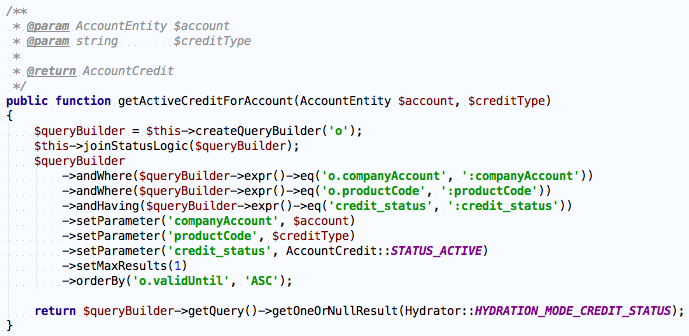 /**
 * @param AccountEntity $account
 * @param string        $creditType
 *
 * @return AccountCredit
 */
public function getActiveCreditForAccount(AccountEntity $account, $creditType)
{
    $queryBuilder = $this->createQueryBuilder('o');
    $this->joinStatusLogic($queryBuilder);
    $queryBuilder
        ->andWhere($queryBuilder->expr()->eq('o.companyAccount', ':companyAccount'))
        ->andWhere($queryBuilder->expr()->eq('o.productCode', ':productCode'))
        ->andHaving($queryBuilder->expr()->eq('credit_status', ':credit_status'))
        ->setParameter('companyAccount', $account)
        ->setParameter('productCode', $creditType)
        ->setParameter('credit_status', AccountCredit::STATUS_ACTIVE)
        ->setMaxResults(1)
        ->orderBy('o.validUntil', 'ASC');

    return $queryBuilder->getQuery()->getOneOrNullResult(Hydrator::HYDRATION_MODE_CREDIT_STATUS);
}